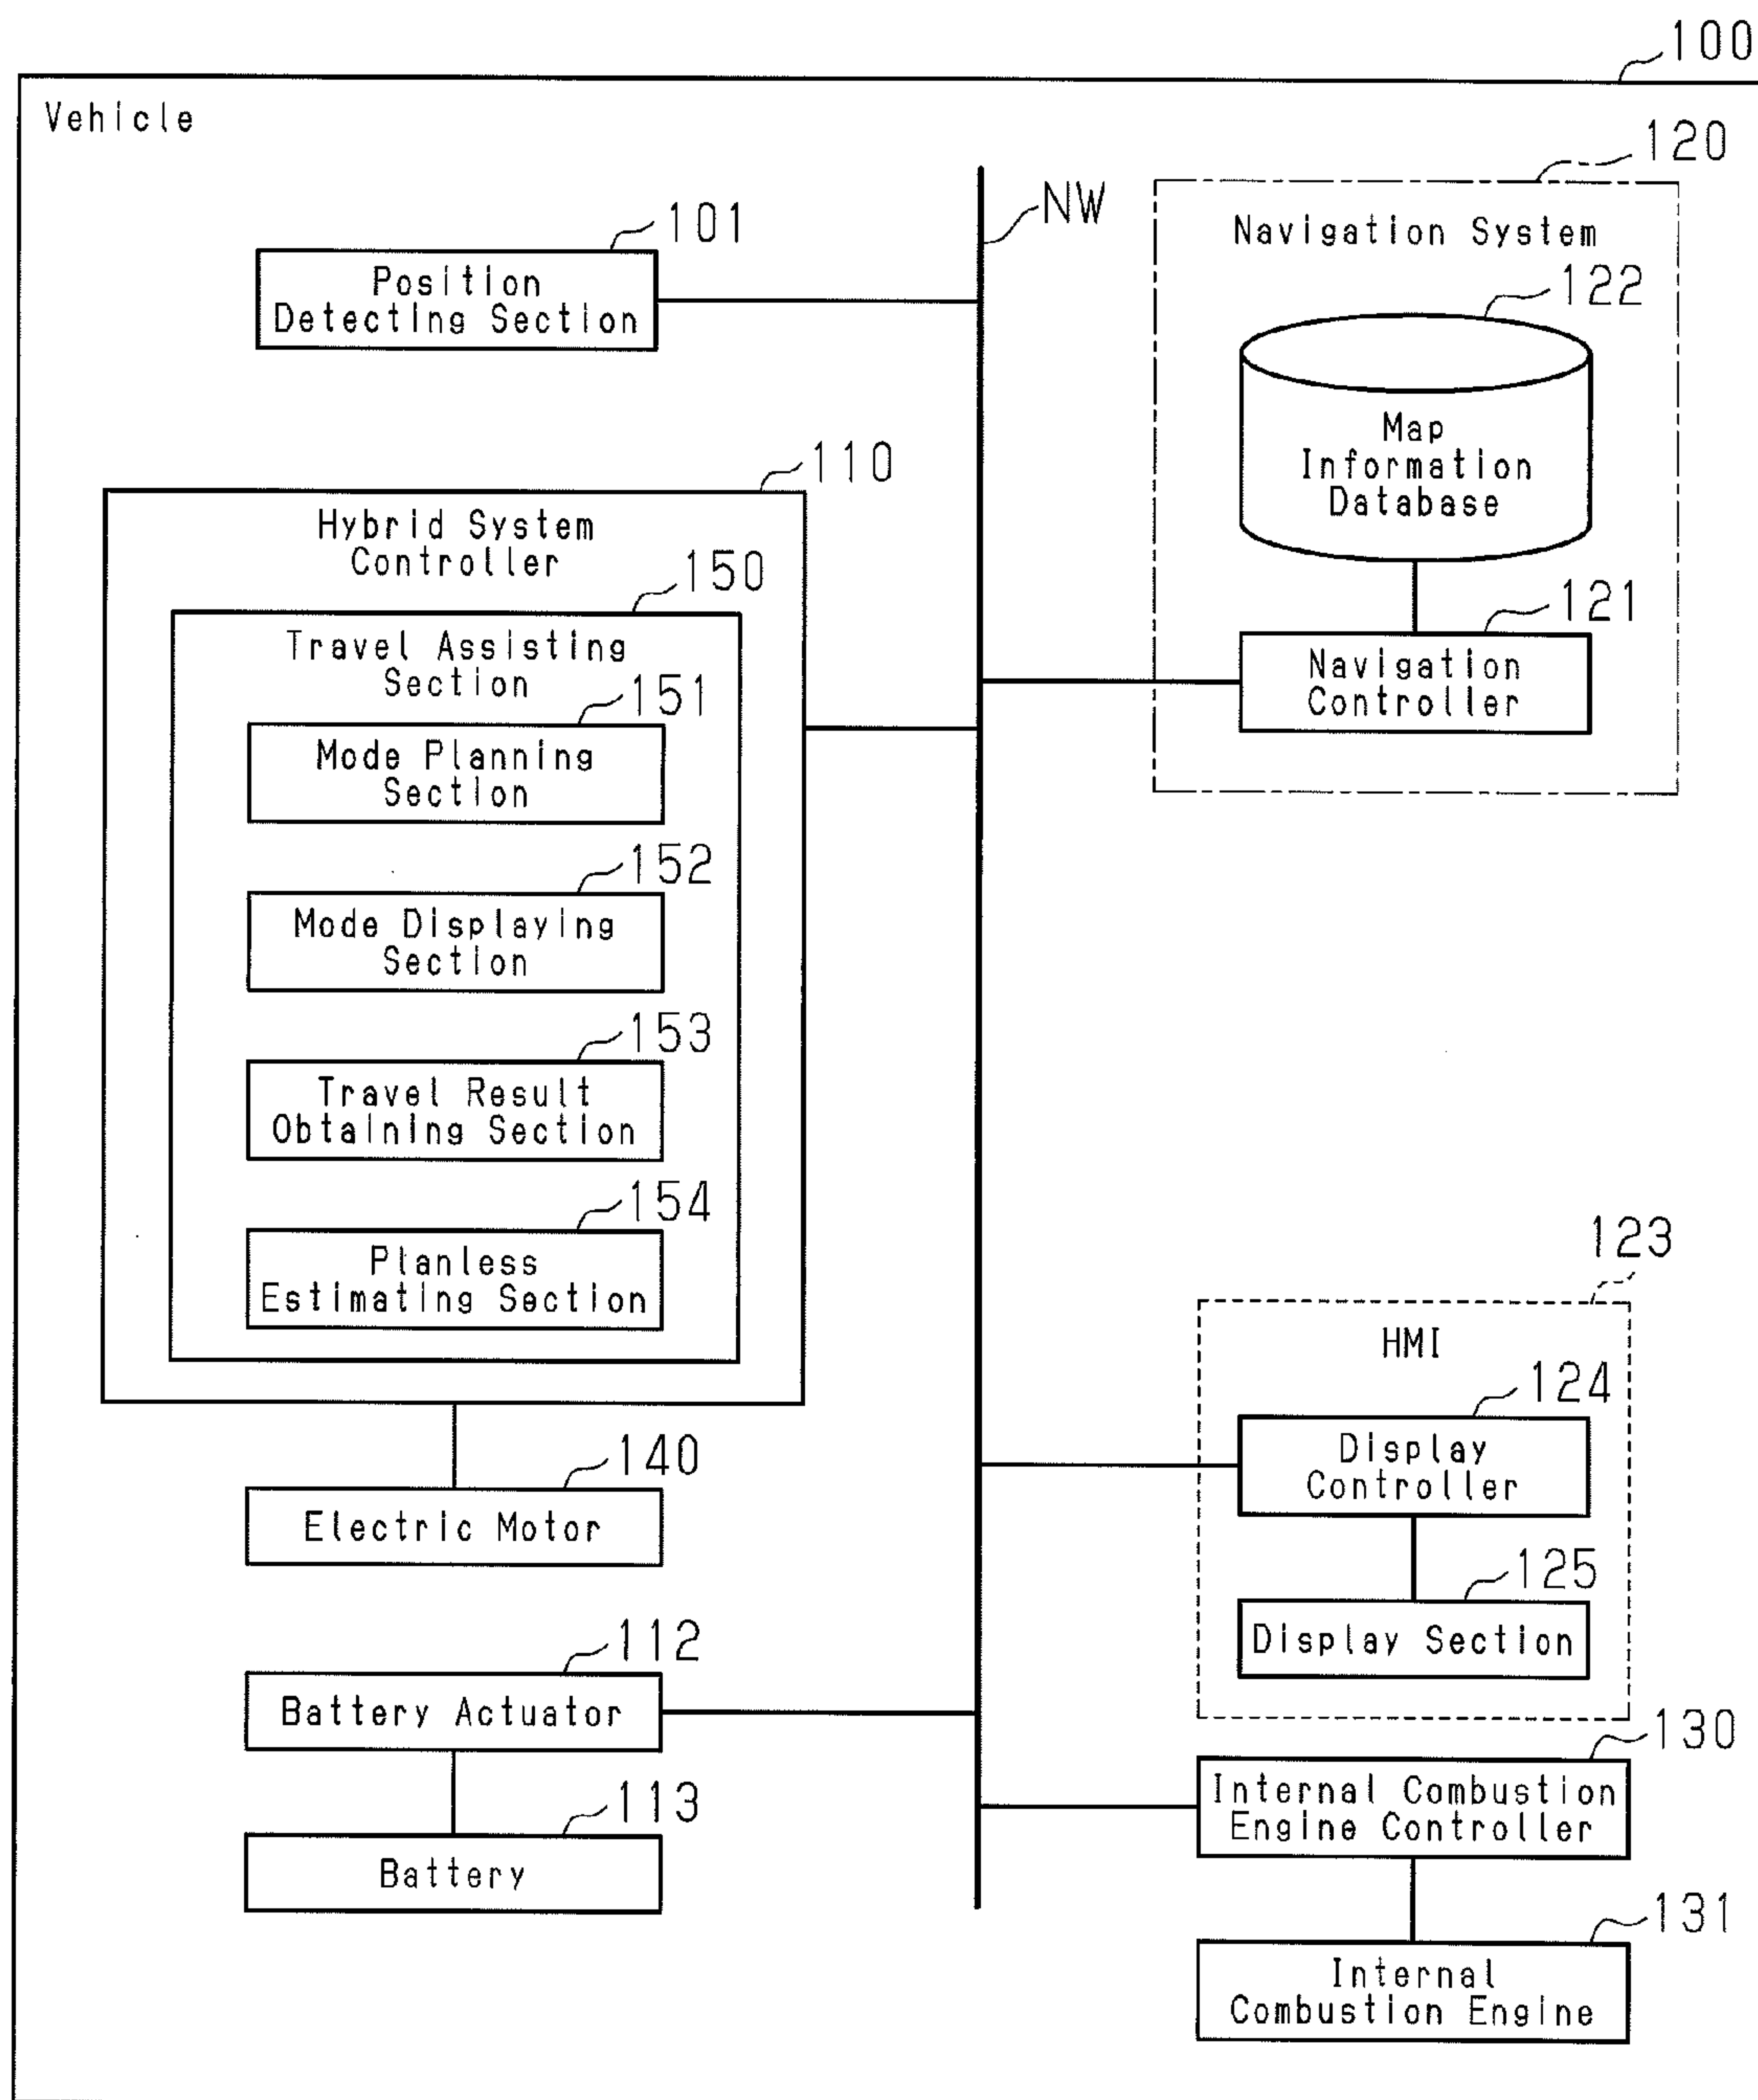 100
Vehicle
120
NW
Navigation System
101
Position
Detecting Section
122
Map
Information
Database
110
Hybrid System
Controller
150
Travel Assisting
Section
121
Navigation
Controller
151
Mode Planning
Section
152
Mode Displaying
Section
153
Travel Result
Obtaining Section
154
Planless
Estimating Section
123
HMI
124
Display
Controller
140
Electric Motor
125
Display Section
112
Battery Actuator
130
Internal Combustion
Engine Controller
113
Battery
131
Internal
Combustion Engine